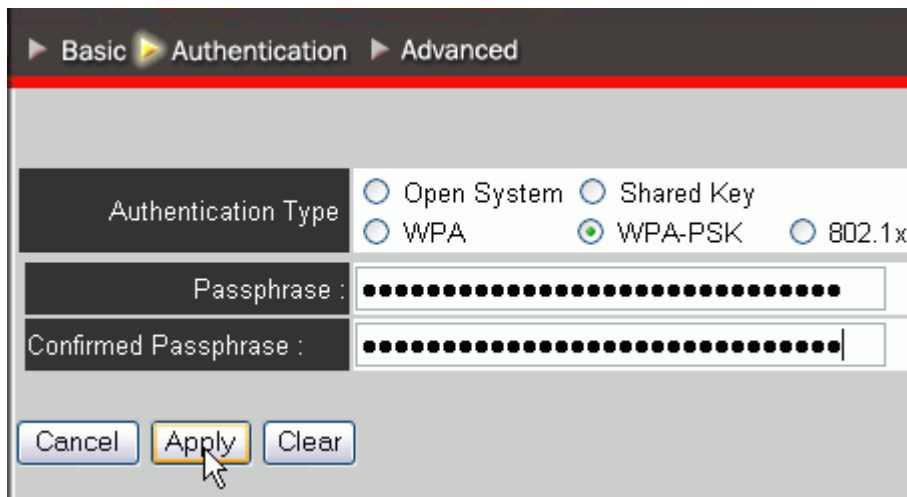 Basic Authentication Advanced
Authentication Type
Open System Shared Key
WPA WPA-PSK 802.1x
Passphrase : ••••••••••••••••••••••••••••••
Confirmed Passphrase : ••••••••••••••••••••••••••••••
Cancel Apply Clear